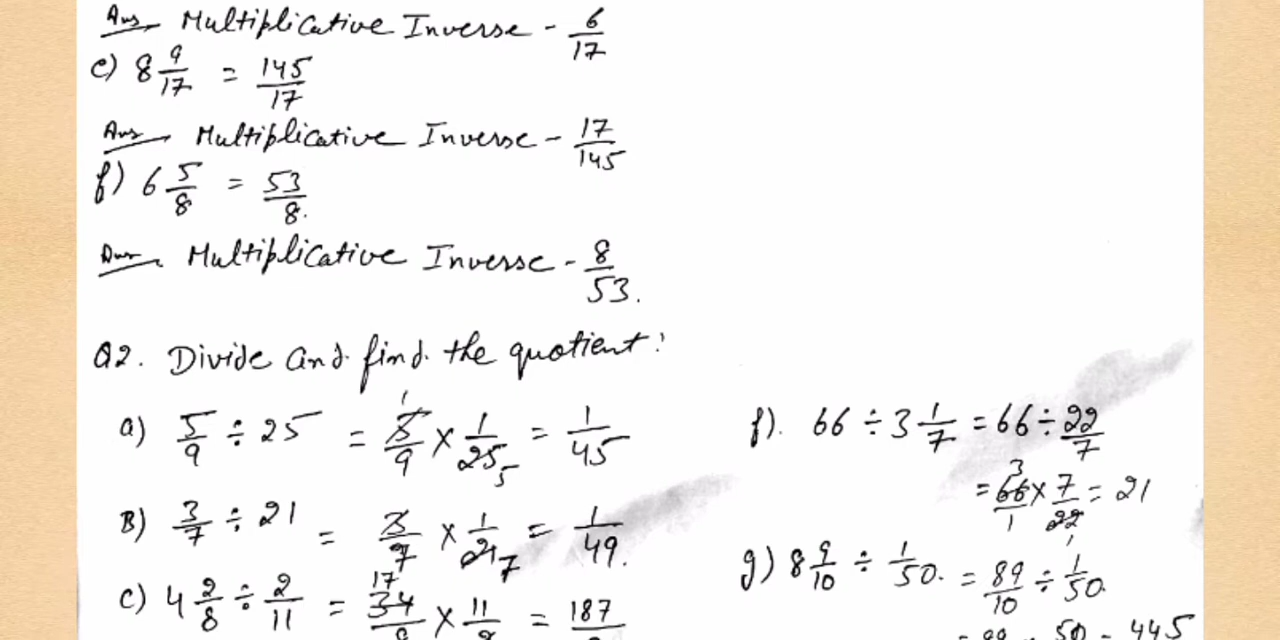 Ans Multiplicative Inverse - 6/17
e) 8 9/17 = 145/17
Ans Multiplicative Inverse - 17/145
f) 6 5/8 = 53/8.
Ans Multiplicative Inverse - 8/53.
Q2. Divide and find the quotient:
a) 5/9 ÷ 25 = 5/9 × 1/25 = 1/45
B) 3/7 ÷ 21 = 3/7 × 1/21 = 1/49.
c) 4 2/8 ÷ 2/11 = 34/8 × 11/2 = 187/8
f). 66 ÷ 3 1/7 = 66 ÷ 22/7
= 66/1 × 7/22 = 21
g) 8 9/10 ÷ 1/50. = 89/10 ÷ 1/50.
= 89 50 = 445